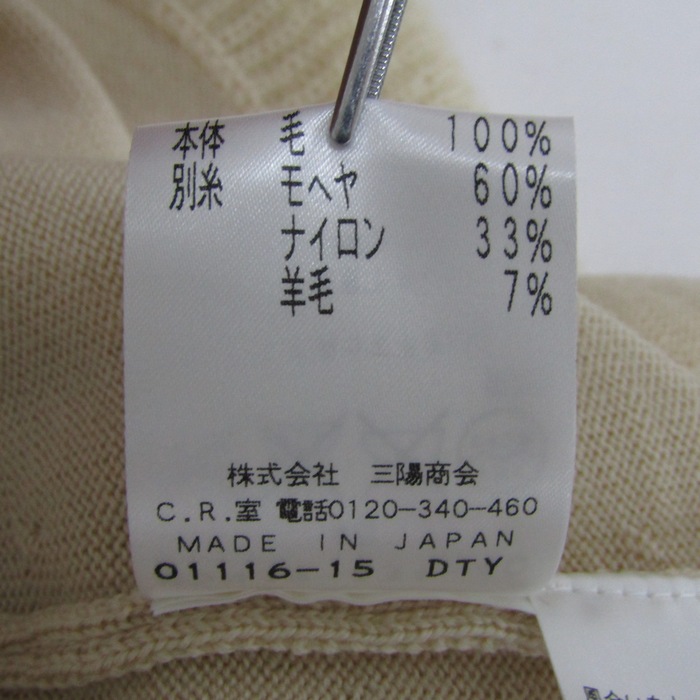 本体 毛 100%
別糸 モヘヤ 60%
ナイロン 33%
羊毛 7%
株式会社 三陽商会
C.R.室 電話0120-340-460
MADE IN JAPAN
01116-15 DTY